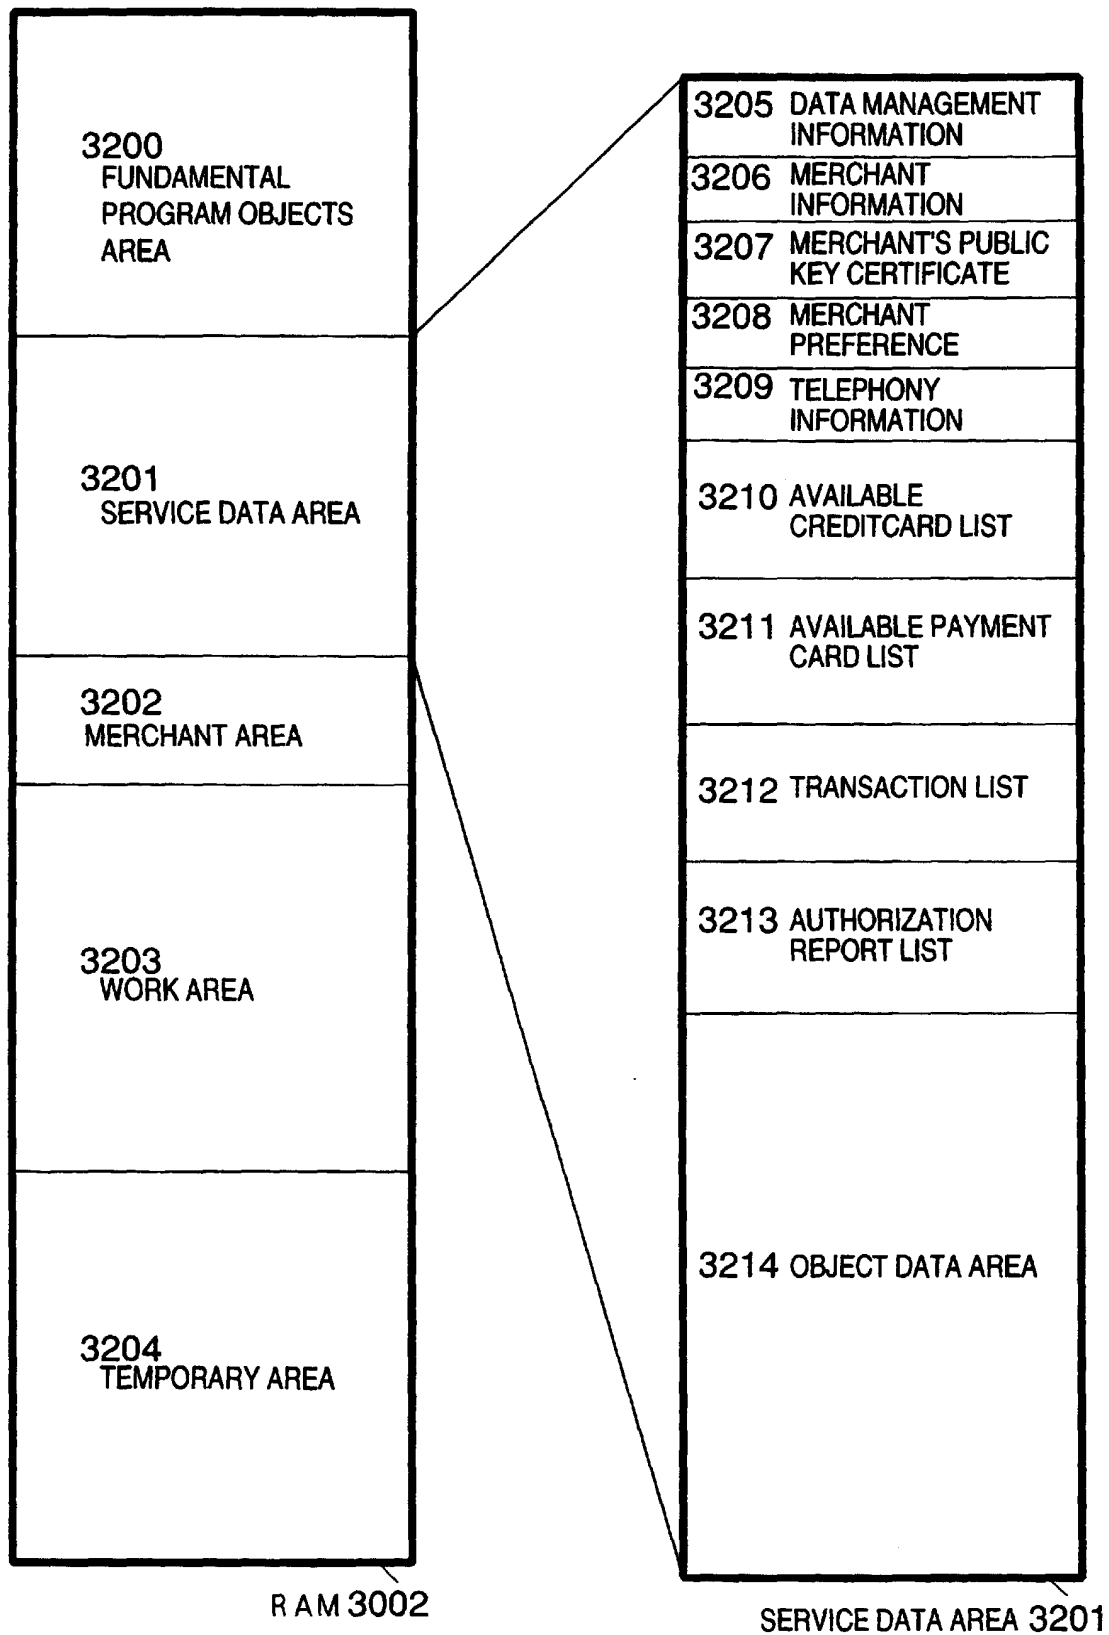 3200
FUNDAMENTAL
PROGRAM OBJECTS
AREA
3201
SERVICE DATA AREA
3202
MERCHANT AREA
3203
WORK AREA
3204
TEMPORARY AREA
RAM 3002
3205 DATA MANAGEMENT
INFORMATION
3206 MERCHANT
INFORMATION
3207 MERCHANT'S PUBLIC
KEY CERTIFICATE
3208 MERCHANT
PREFERENCE
3209 TELEPHONY
INFORMATION
3210 AVAILABLE
CREDITCARD LIST
3211 AVAILABLE PAYMENT
CARD LIST
3212 TRANSACTION LIST
3213 AUTHORIZATION
REPORT LIST
3214 OBJECT DATA AREA
SERVICE DATA AREA 3201